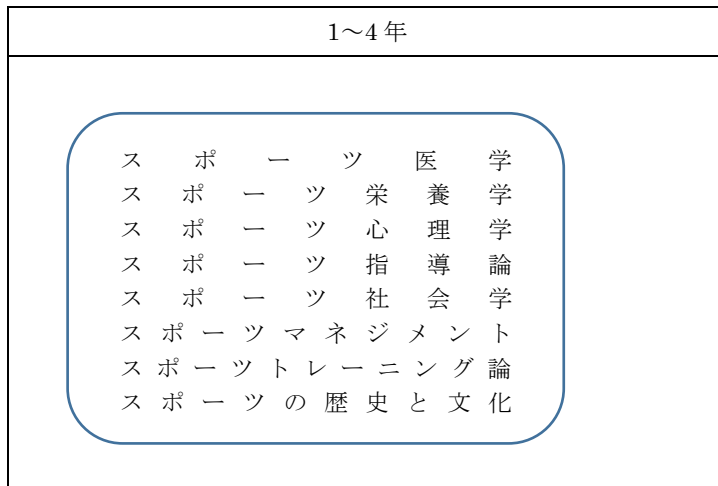 1～4年
スポーツ医学
スポーツ栄養学
スポーツ心理学
スポーツ指導論
スポーツ社会学
スポーツマネジメント
スポーツトレーニング論
スポーツの歴史と文化